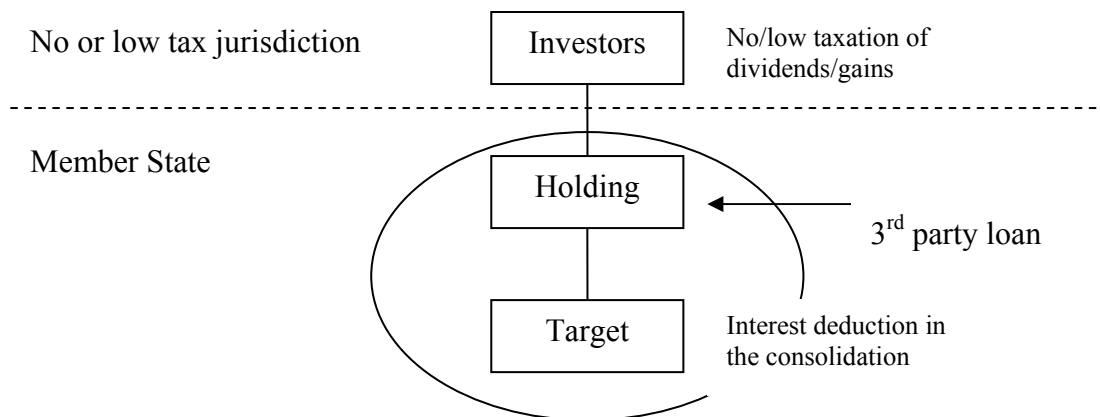 No or low tax jurisdiction
Investors
No/low taxation of
dividends/gains
Member State
Holding
3rd party loan
Target
Interest deduction in
the consolidation